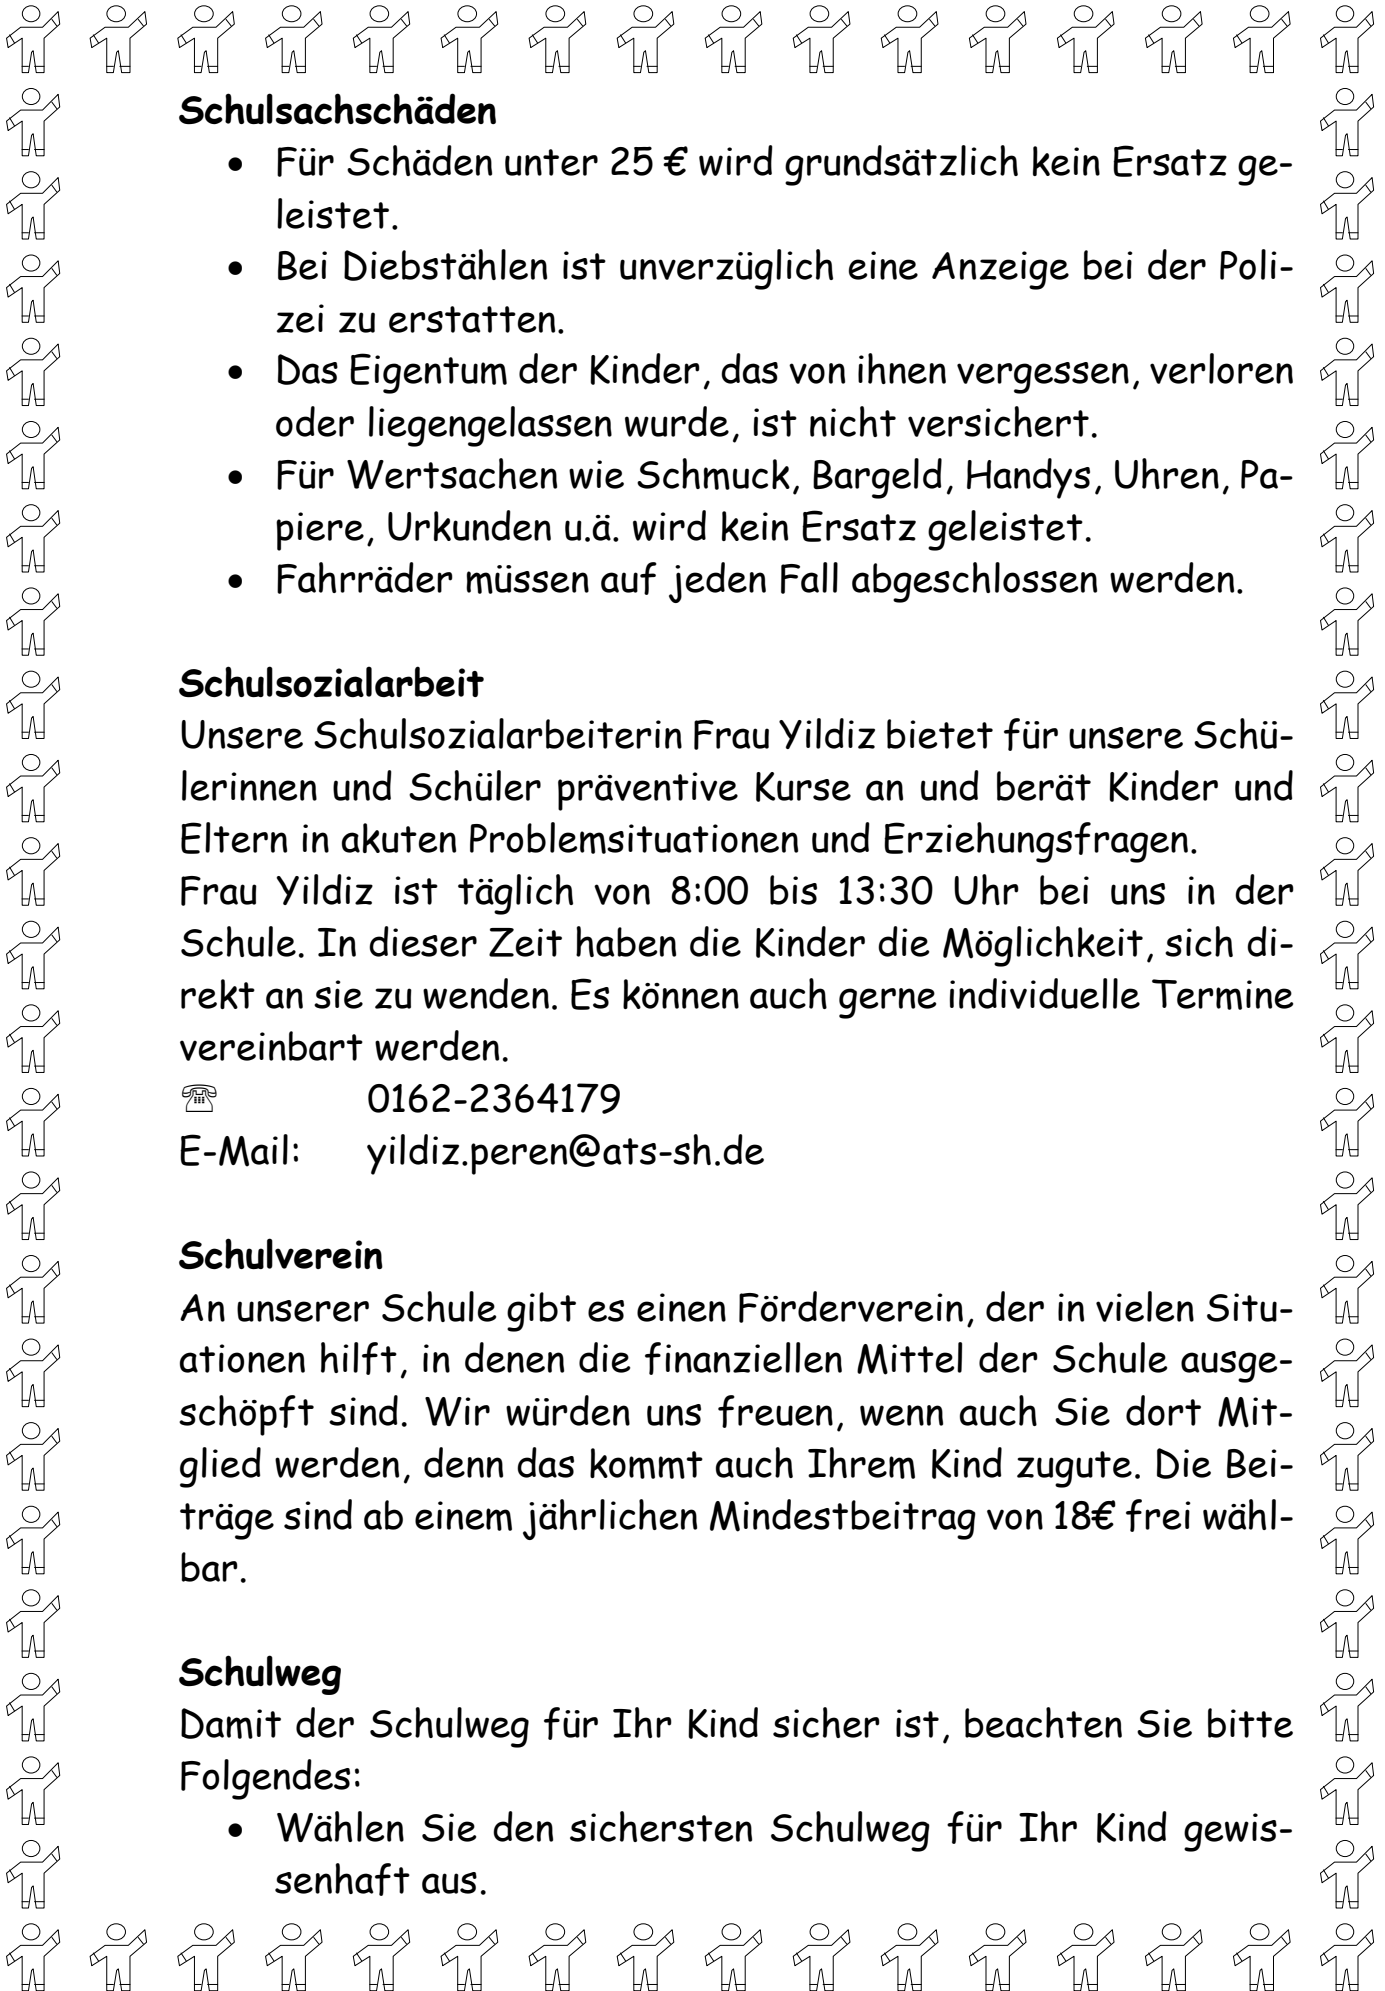 Schulsachschäden
• Für Schäden unter 25 € wird grundsätzlich kein Ersatz ge-
leistet.
• Bei Diebstählen ist unverzüglich eine Anzeige bei der Poli-
zei zu erstatten.
• Das Eigentum der Kinder, das von ihnen vergessen, verloren
oder liegengelassen wurde, ist nicht versichert.
• Für Wertsachen wie Schmuck, Bargeld, Handys, Uhren, Pa-
piere, Urkunden u.ä. wird kein Ersatz geleistet.
• Fahrräder müssen auf jeden Fall abgeschlossen werden.
Schulsozialarbeit
Unsere Schulsozialarbeiterin Frau Yildiz bietet für unsere Schü-
lerinnen und Schüler präventive Kurse an und berät Kinder und
Eltern in akuten Problemsituationen und Erziehungsfragen.
Frau Yildiz ist täglich von 8:00 bis 13:30 Uhr bei uns in der
Schule. In dieser Zeit haben die Kinder die Möglichkeit, sich di-
rekt an sie zu wenden. Es können auch gerne individuelle Termine
vereinbart werden.
☏ 0162-2364179
E-Mail: yildiz.peren@ats-sh.de
Schulverein
An unserer Schule gibt es einen Förderverein, der in vielen Situ-
ationen hilft, in denen die finanziellen Mittel der Schule ausge-
schöpft sind. Wir würden uns freuen, wenn auch Sie dort Mit-
glied werden, denn das kommt auch Ihrem Kind zugute. Die Bei-
träge sind ab einem jährlichen Mindestbeitrag von 18€ frei wähl-
bar.
Schulweg
Damit der Schulweg für Ihr Kind sicher ist, beachten Sie bitte
Folgendes:
• Wählen Sie den sichersten Schulweg für Ihr Kind gewis-
senhaft aus.